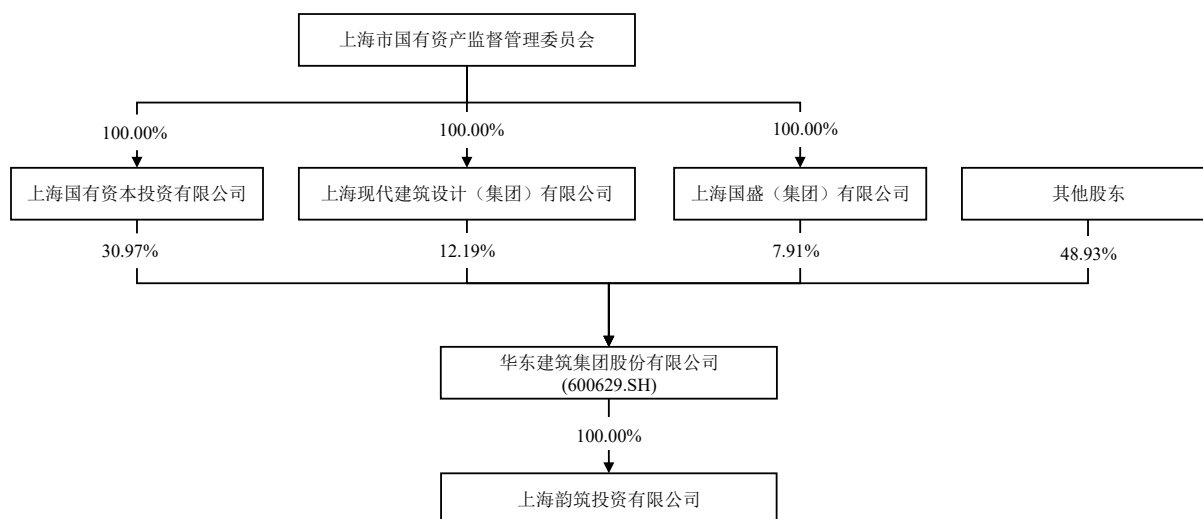 上海市国有资产监督管理委员会
100.00%
100.00%
100.00%
上海国有资本投资有限公司
上海现代建筑设计（集团）有限公司
上海国盛（集团）有限公司
其他股东
30.97%
12.19%
7.91%
48.93%
华东建筑集团股份有限公司
(600629.SH)
100.00%
上海韵筑投资有限公司